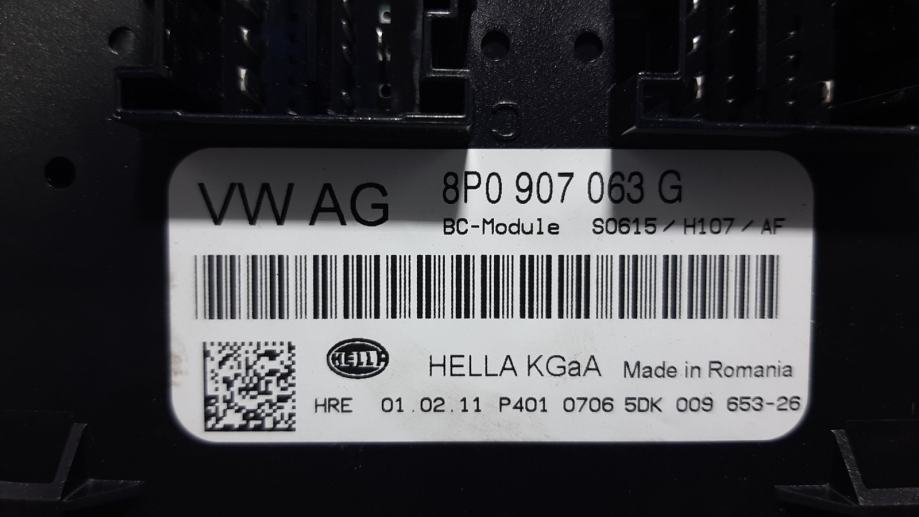 C
VW AG 8P0 907 063 G
BC-Module S0615/H107/AF
HELLA HELLA KGaA Made in Romania
HRE 01.02.11 P401 0706 5DK 009 653-26